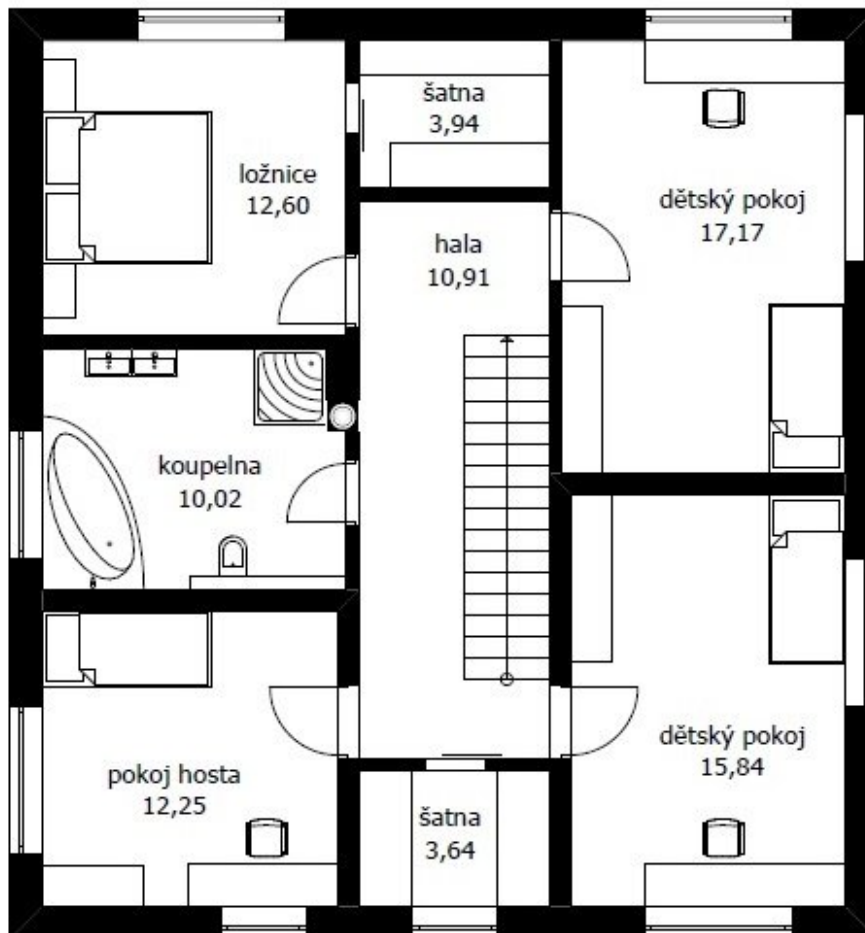 šatna
3,94
ložnice
12,60
dětský pokoj
17,17
hala
10,91
koupelna
10,02
dětský pokoj
15,84
pokoj hosta
12,25
šatna
3,64